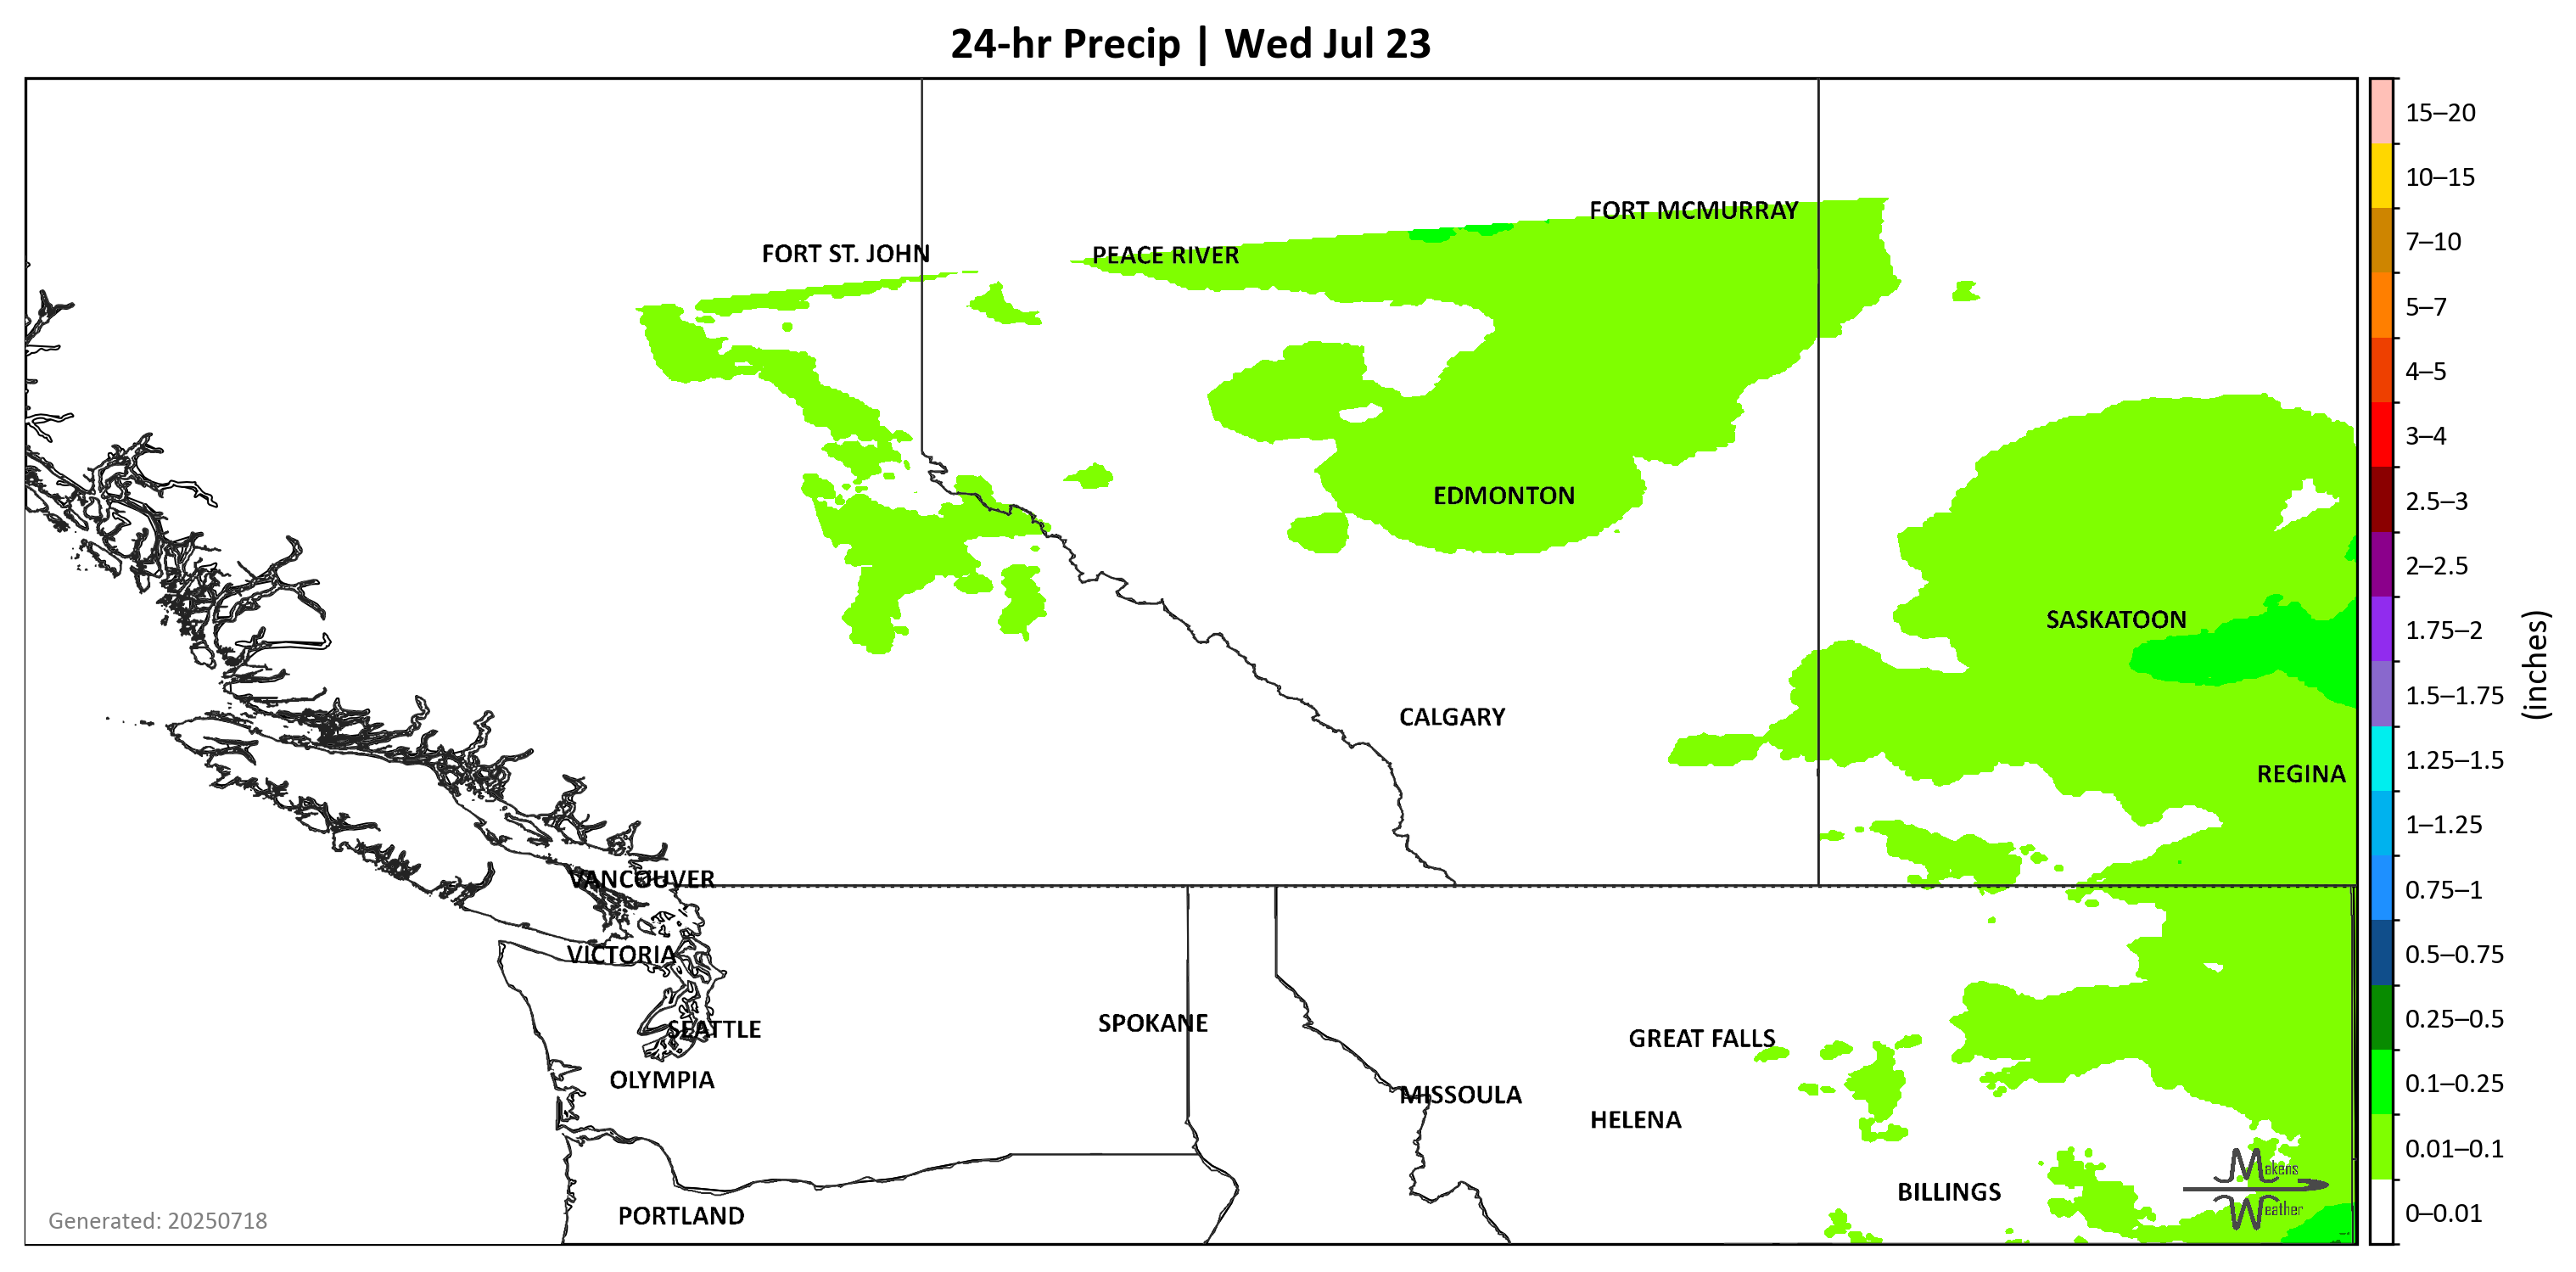 24-hr Precip | Wed Jul 23
FORT MCMURRAY
FORT ST. JOHN
PEACE RIVER
EDMONTON
SASKATOON
CALGARY
REGINA
VANCOUVER
VICTORIA
SEATTLE
SPOKANE
GREAT FALLS
OLYMPIA
MISSOULA
HELENA
BILLINGS
PORTLAND
Makens
Weather
Generated: 20250718
15–20
10–15
7–10
5–7
4–5
3–4
2.5–3
2–2.5
1.75–2
1.5–1.75
1.25–1.5
1–1.25
0.75–1
0.5–0.75
0.25–0.5
0.1–0.25
0.01–0.1
0–0.01
(inches)